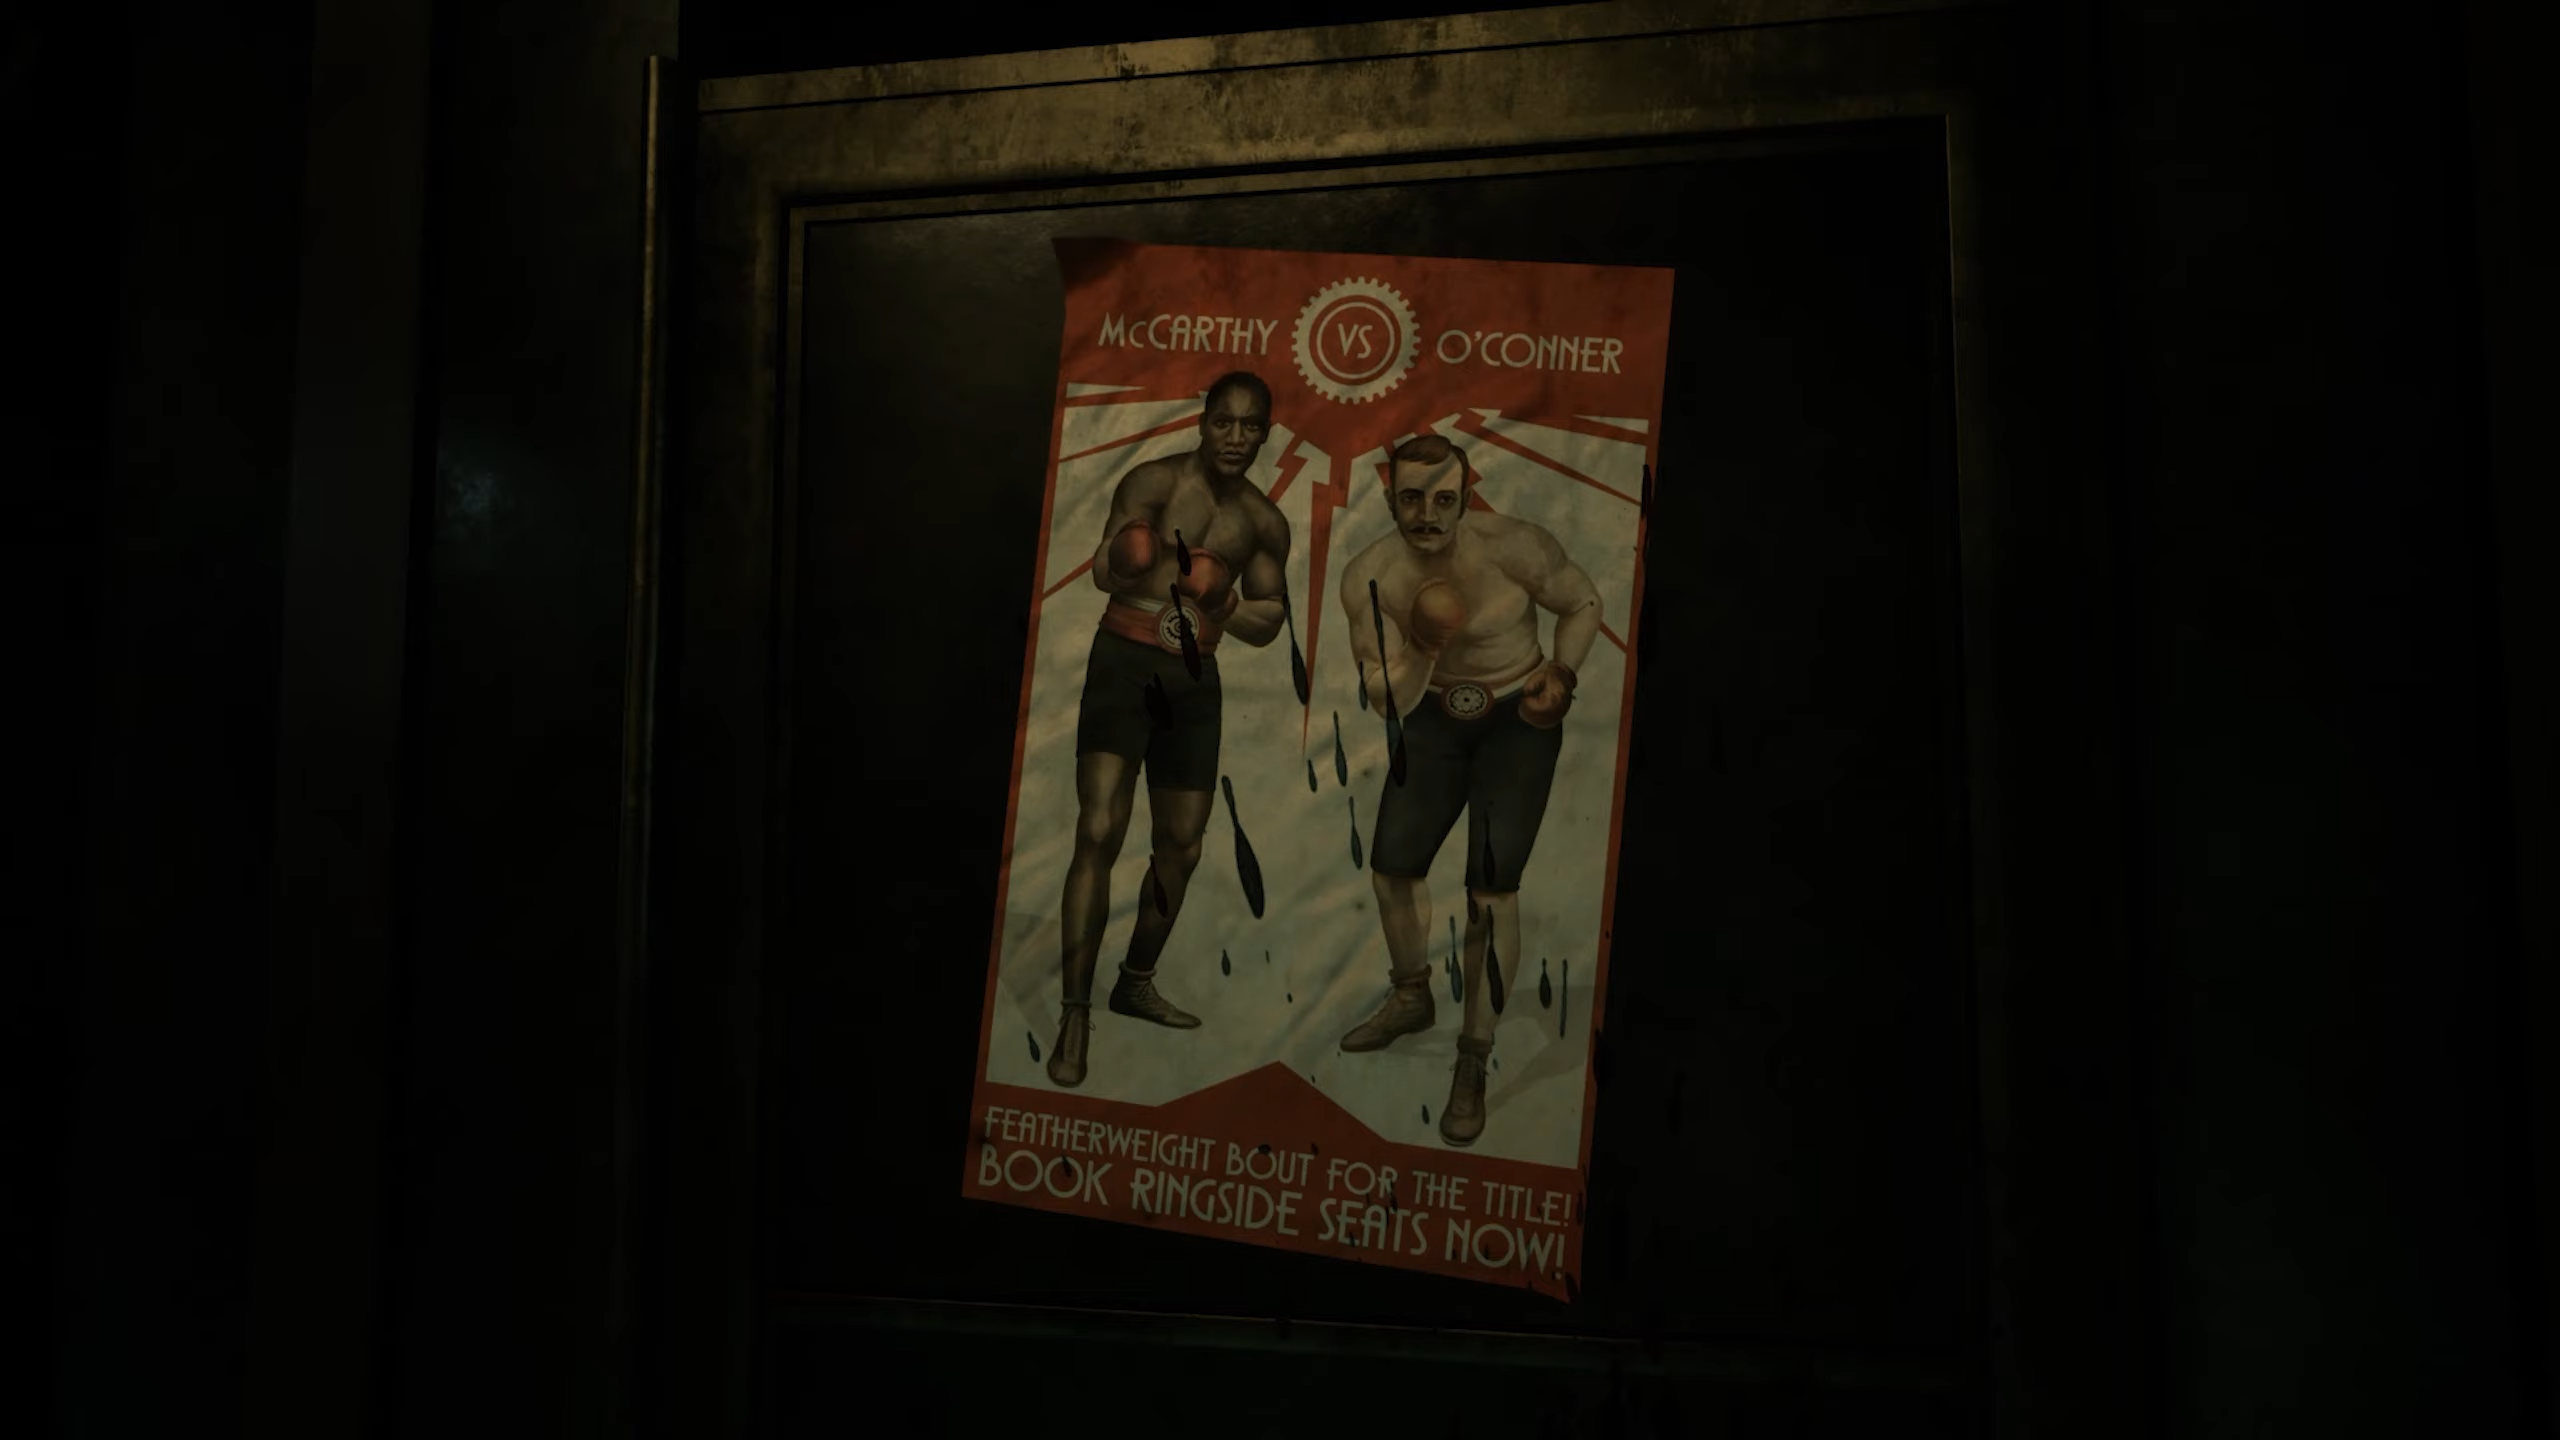 McCARTHY VS O'CONNER
FEATHERWEIGHT BOUT FOR THE TITLE!
BOOK RINGSIDE SEATS NOW!